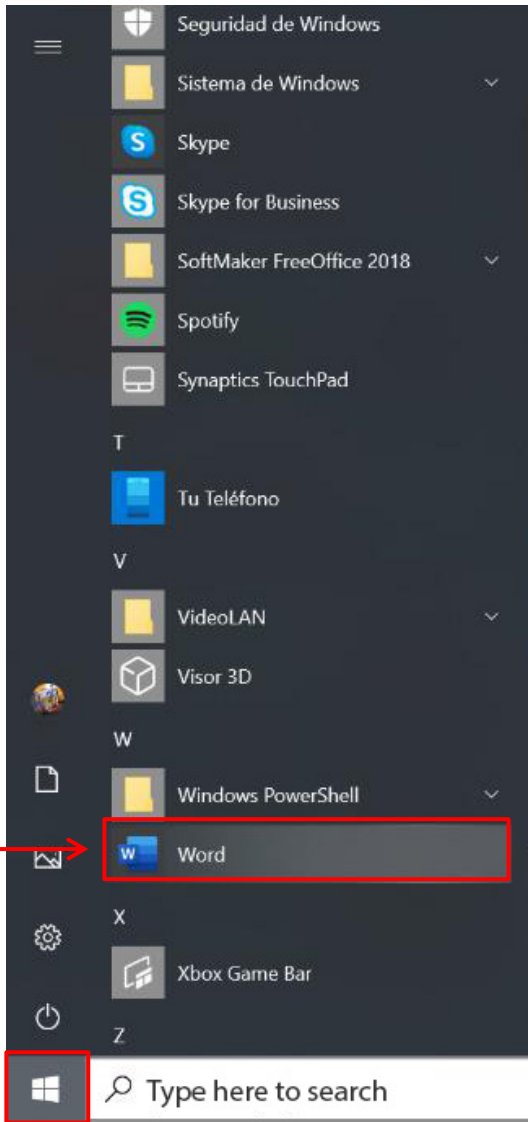 Seguridad de Windows
Sistema de Windows
Skype
Skype for Business
SoftMaker FreeOffice 2018
Spotify
Synaptics TouchPad
T
Tu Teléfono
V
VideoLAN
Visor 3D
W
Windows PowerShell
Word
X
Xbox Game Bar
Z
Type here to search